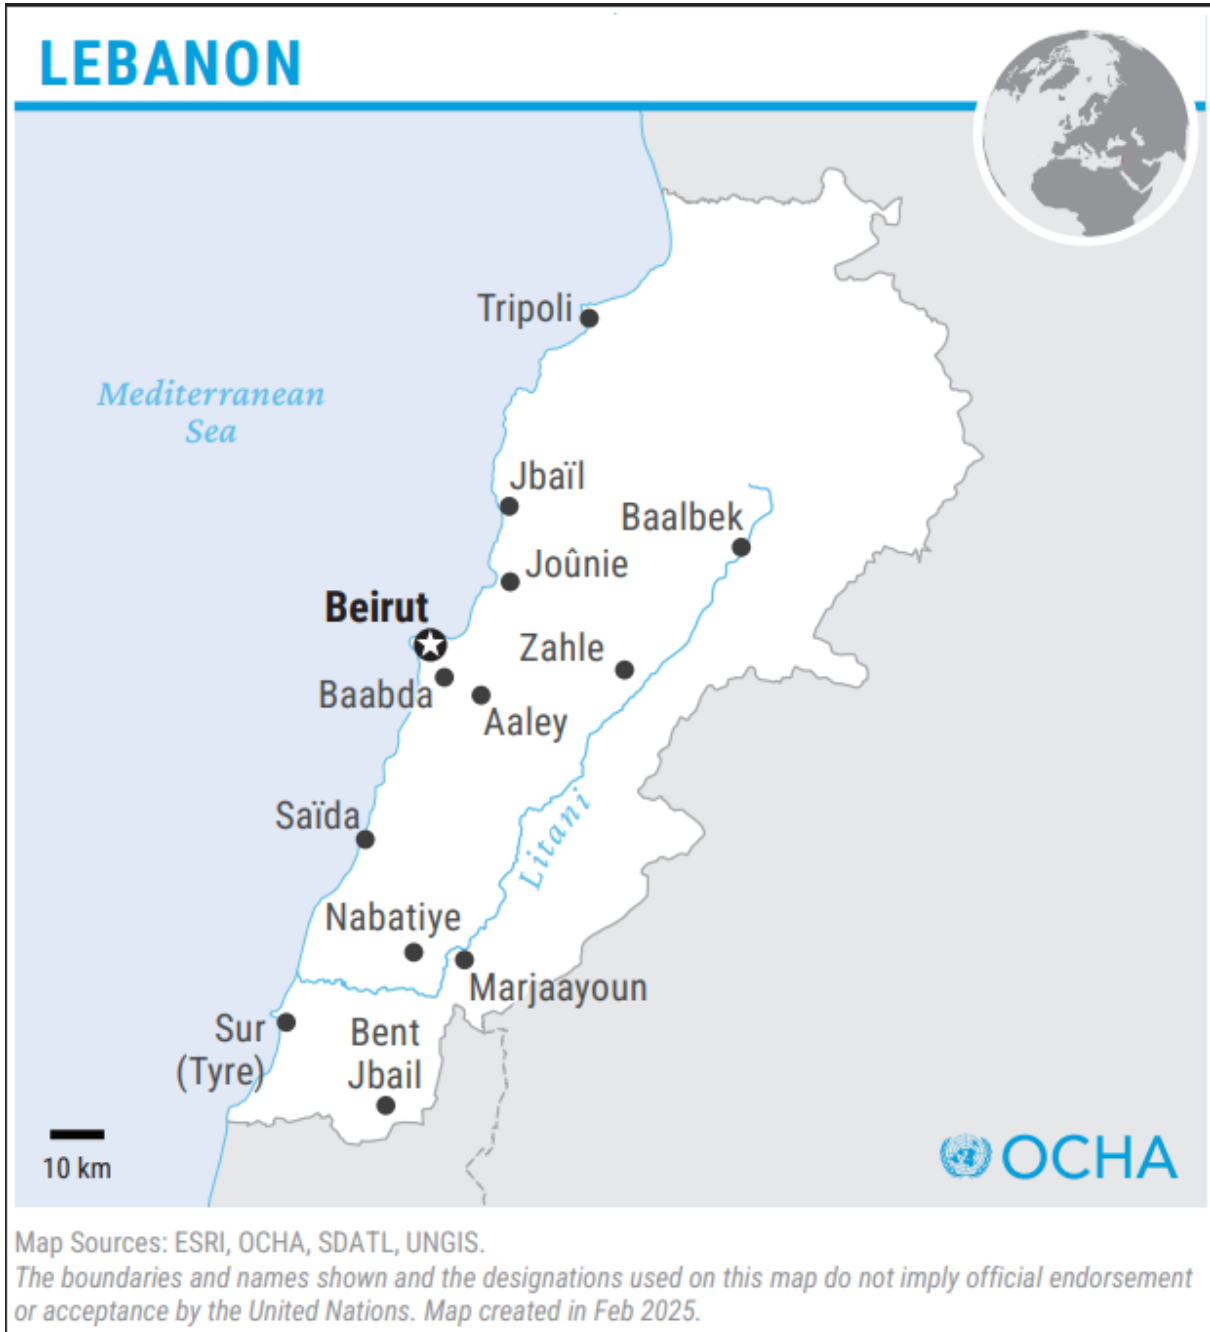 LEBANON
Tripoli
Mediterranean
Sea
Jbaïl
Baalbek
Joûnie
Beirut
Zahle
Baabda
Aaley
Saïda
Litani
Nabatiye
Marjaayoun
Sur
(Tyre)
Bent
Jbail
10 km
OCHA
Map Sources: ESRI, OCHA, SDATL, UNGIS.
The boundaries and names shown and the designations used on this map do not imply official endorsement
or acceptance by the United Nations. Map created in Feb 2025.